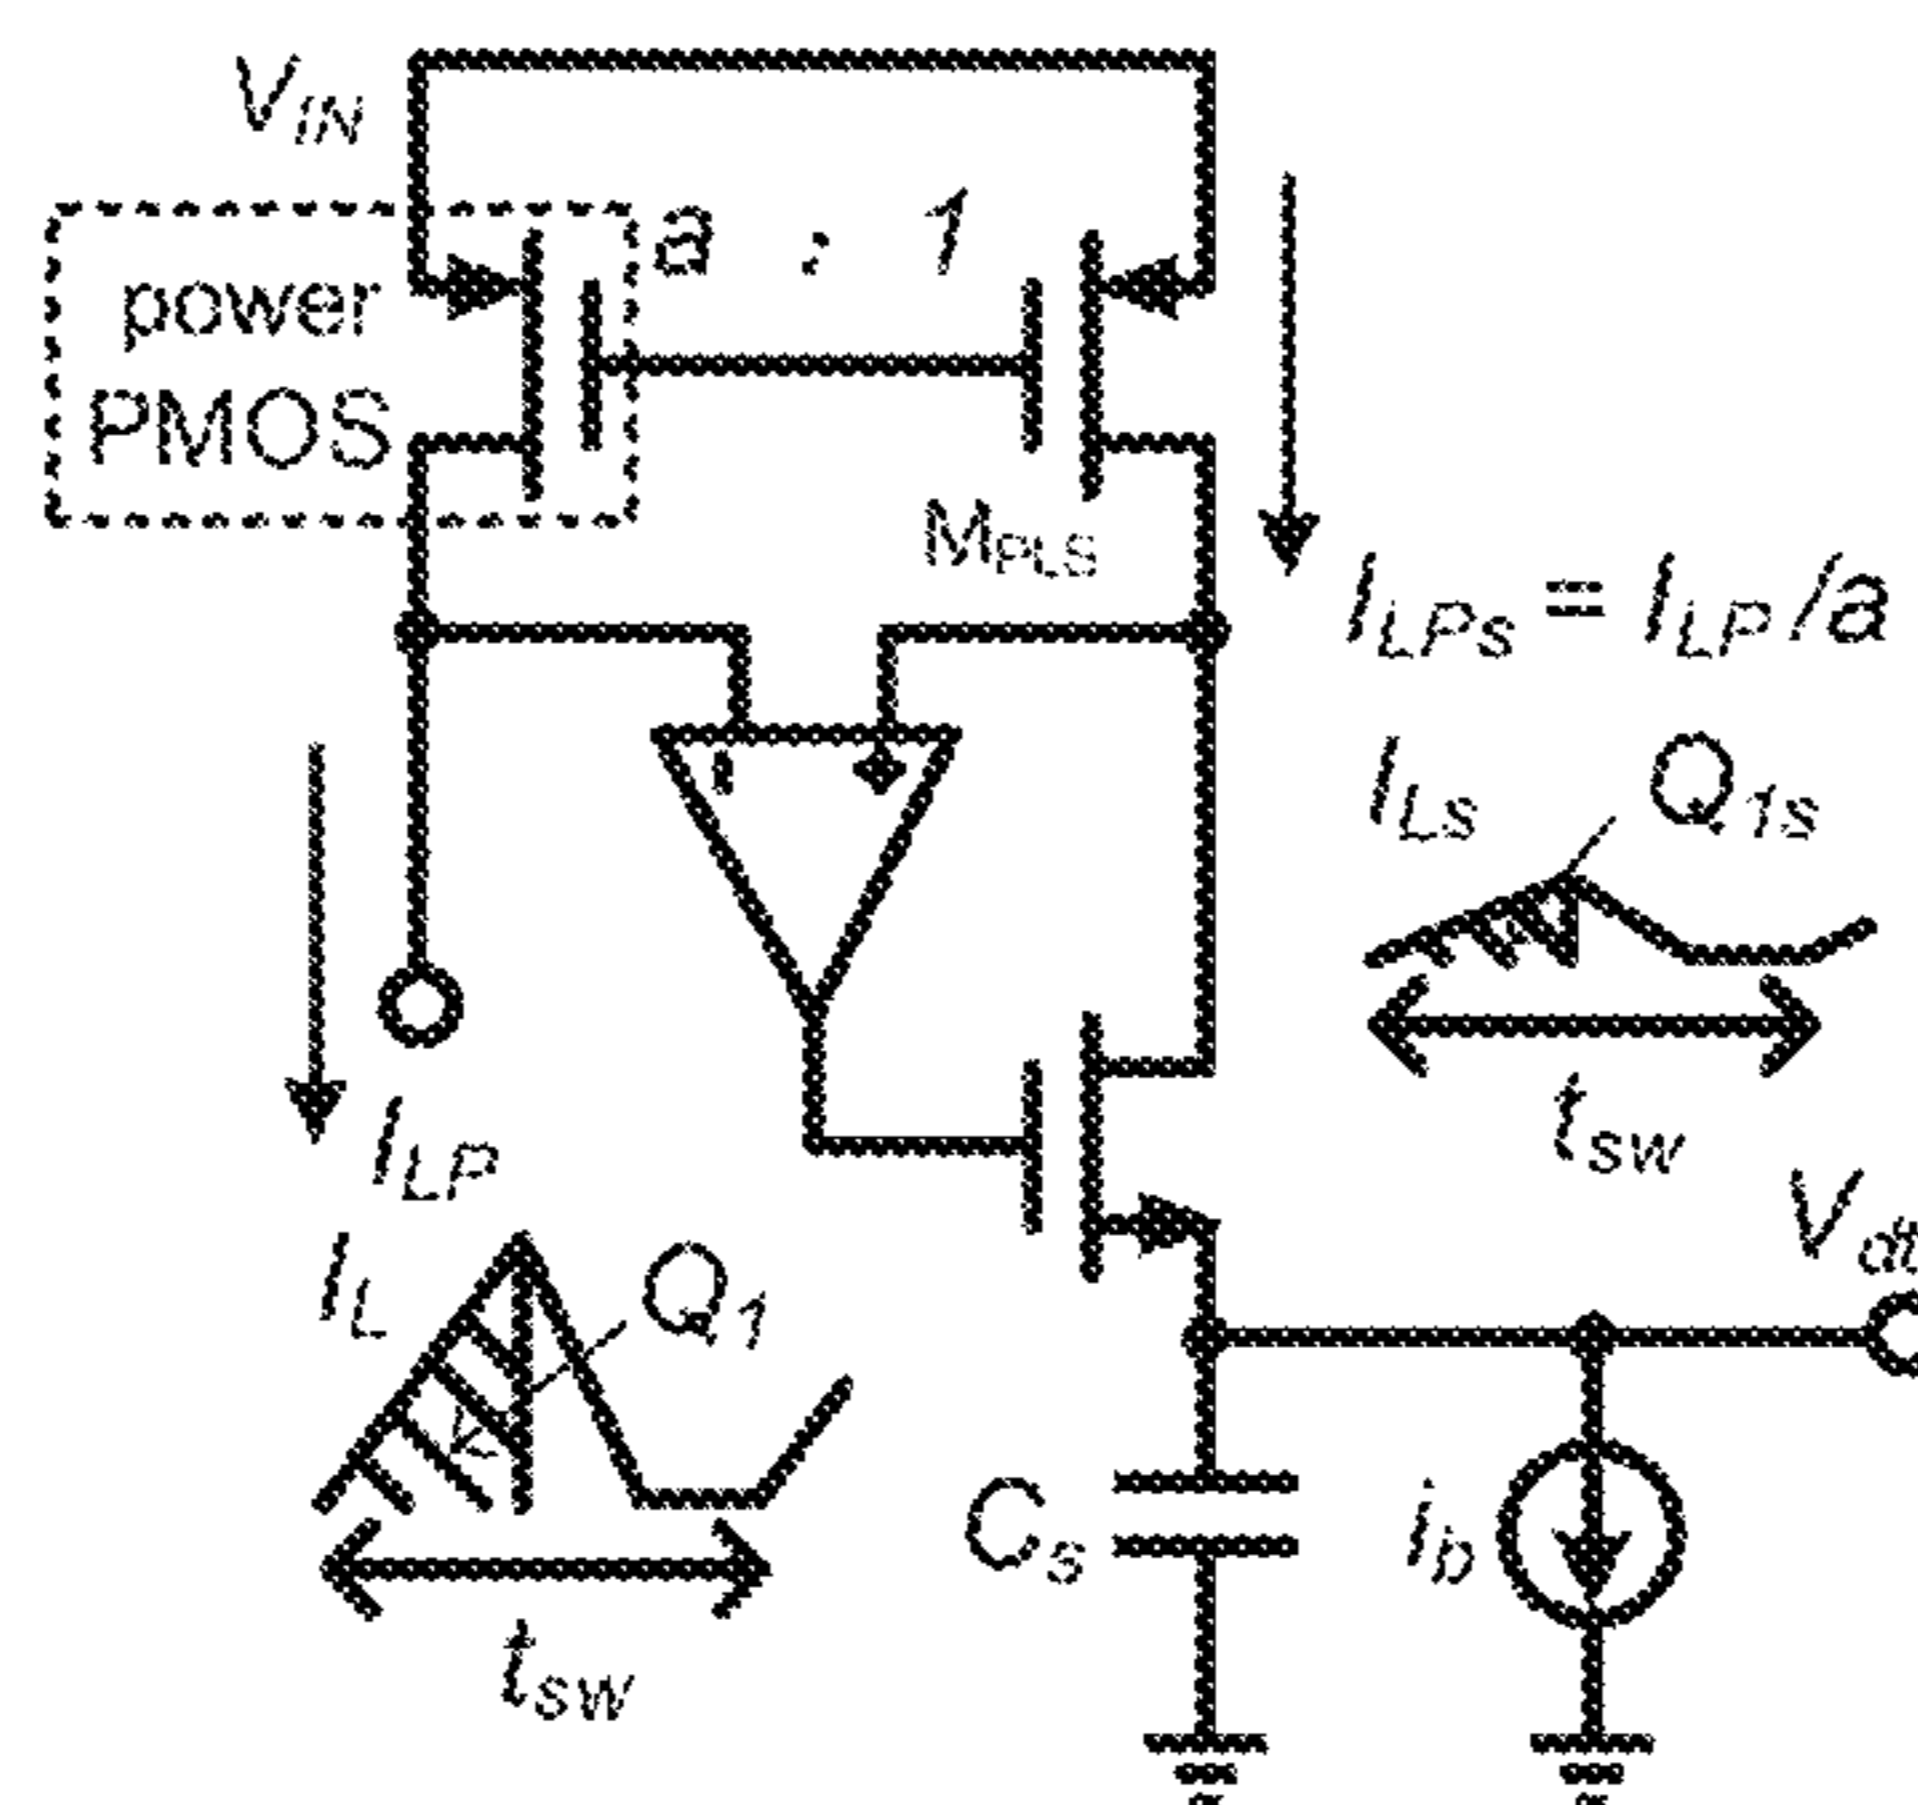 V_IN
a : 1
power
PMOS
M_PLS
I_LPs = I_LP/a
I_Ls Q_1s
t_sw
I_LP
I_L Q_1
t_sw
C_s
i_b